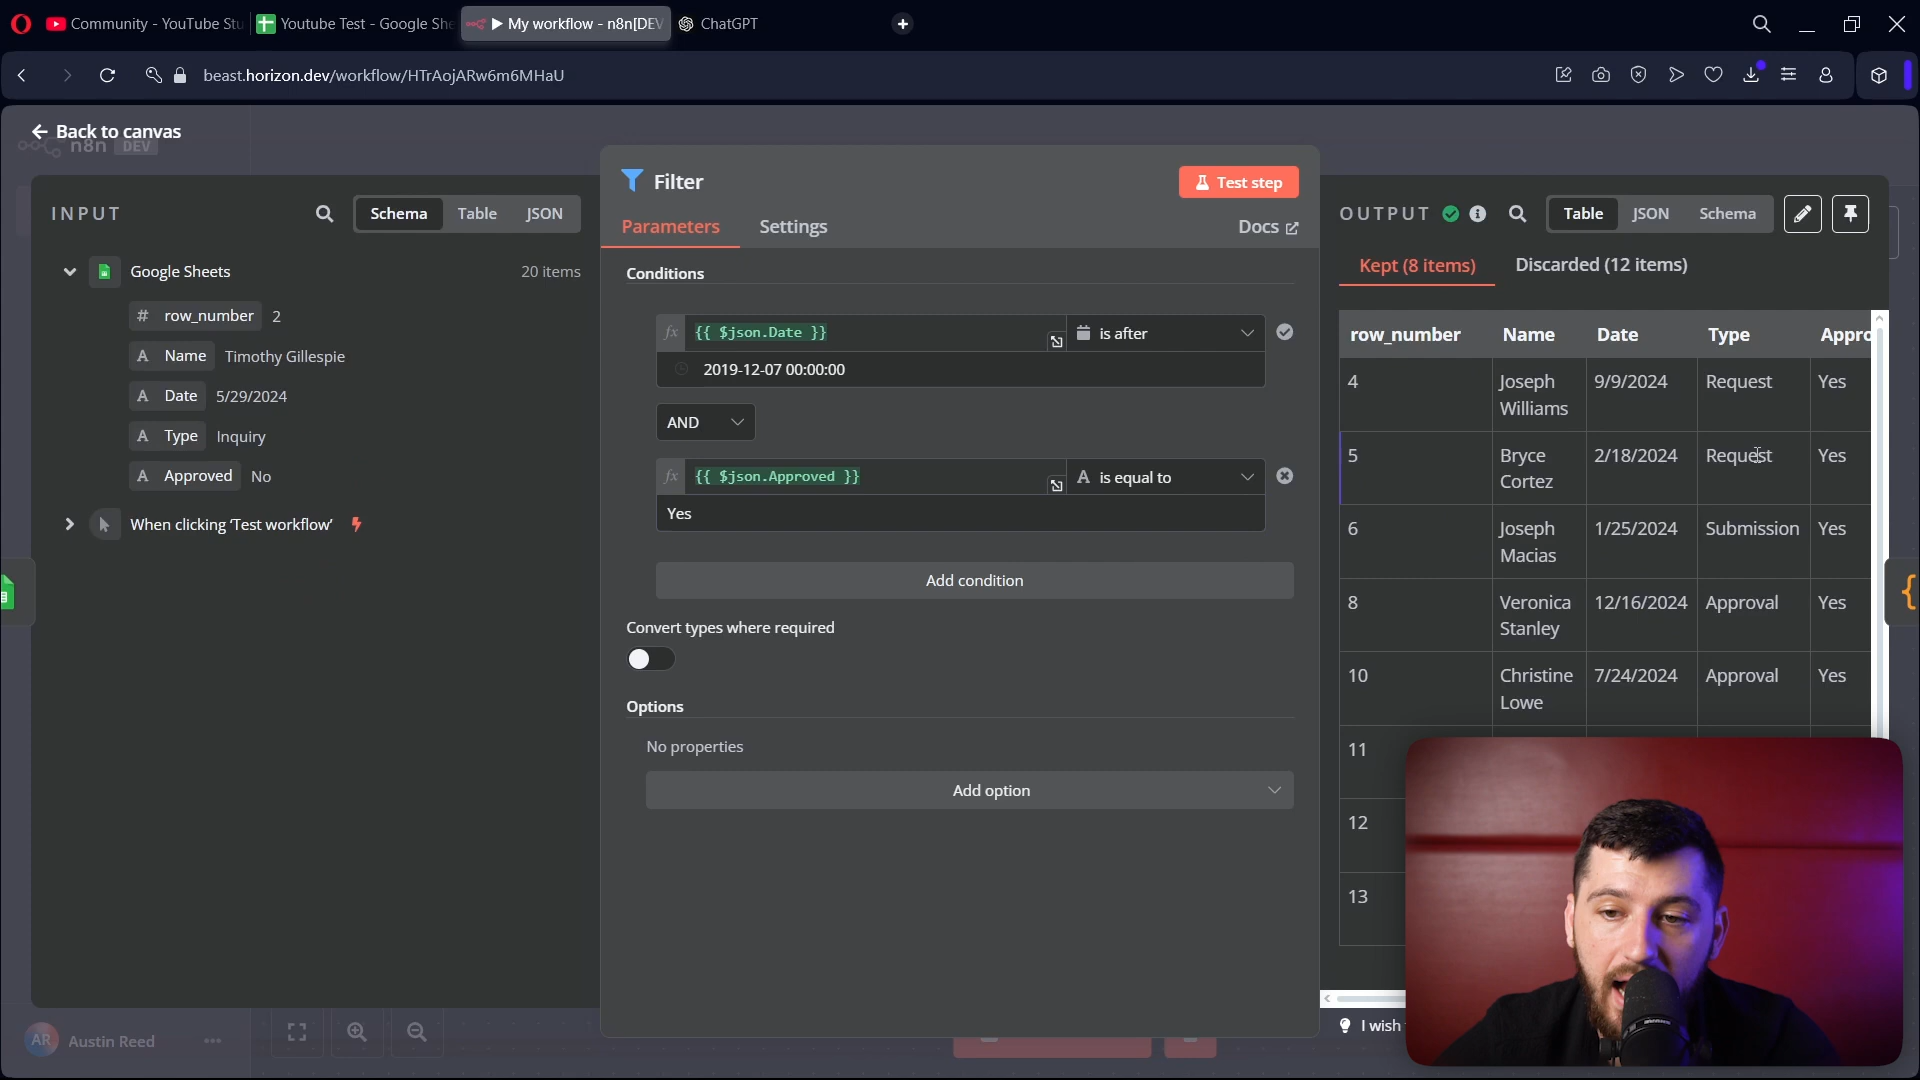 Community - YouTube Stu
Youtube Test - Google She
▶ My workflow - n8n[DEV
ChatGPT
beast.horizon.dev/workflow/HTrAojARw6m6MHaU
Back to canvas
n8n DEV
INPUT
Schema Table JSON
Google Sheets 20 items
# row_number 2
A Name Timothy Gillespie
A Date 5/29/2024
A Type Inquiry
A Approved No
When clicking 'Test workflow'
Filter
Test step
Parameters Settings Docs
Conditions
fx {{ $json.Date }} is after
2019-12-07 00:00:00
AND
fx {{ $json.Approved }} A is equal to
Yes
Add condition
Convert types where required
Options
No properties
Add option
OUTPUT
Table JSON Schema
Kept (8 items) Discarded (12 items)
row_number Name Date Type Appro
4 Joseph Williams 9/9/2024 Request Yes
5 Bryce Cortez 2/18/2024 Request Yes
6 Joseph Macias 1/25/2024 Submission Yes
8 Veronica Stanley 12/16/2024 Approval Yes
10 Christine Lowe 7/24/2024 Approval Yes
11
12
13
I wish
AR Austin Reed